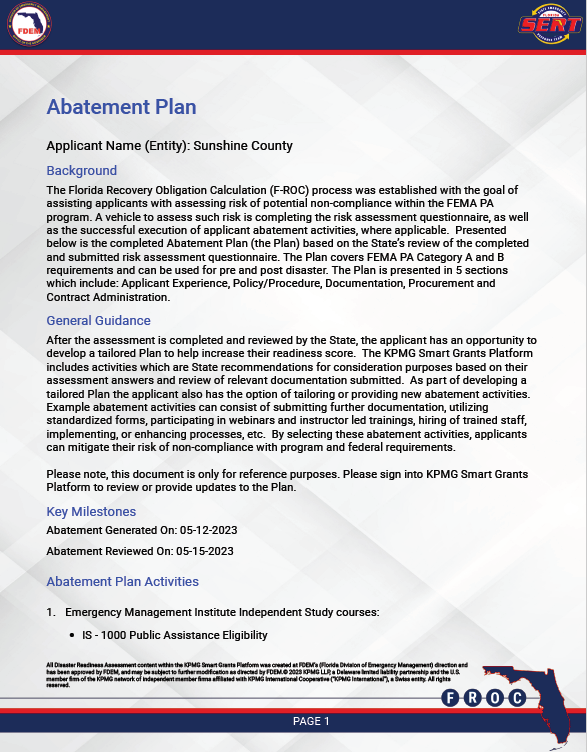 FDEM
SERT
Abatement Plan
Applicant Name (Entity): Sunshine County
Background
The Florida Recovery Obligation Calculation (F-ROC) process was established with the goal of
assisting applicants with assessing risk of potential non-compliance within the FEMA PA
program. A vehicle to assess such risk is completing the risk assessment questionnaire, as well
as the successful execution of applicant abatement activities, where applicable. Presented
below is the completed Abatement Plan (the Plan) based on the State's review of the completed
and submitted risk assessment questionnaire. The Plan covers FEMA PA Category A and B
requirements and can be used for pre and post disaster. The Plan is presented in 5 sections
which include: Applicant Experience, Policy/Procedure, Documentation, Procurement and
Contract Administration.
General Guidance
After the assessment is completed and reviewed by the State, the applicant has an opportunity to
develop a tailored Plan to help increase their readiness score. The KPMG Smart Grants Platform
includes activities which are State recommendations for consideration purposes based on their
assessment answers and review of relevant documentation submitted. As part of developing a
tailored Plan the applicant also has the option of tailoring or providing new abatement activities.
Example abatement activities can consist of submitting further documentation, utilizing
standardized forms, participating in webinars and instructor led trainings, hiring of trained staff,
implementing, or enhancing processes, etc. By selecting these abatement activities, applicants
can mitigate their risk of non-compliance with program and federal requirements.
Please note, this document is only for reference purposes. Please sign into KPMG Smart Grants
Platform to review or provide updates to the Plan.
Key Milestones
Abatement Generated On: 05-12-2023
Abatement Reviewed On: 05-15-2023
Abatement Plan Activities
1. Emergency Management Institute Independent Study courses:
• IS - 1000 Public Assistance Eligibility
All Disaster Readiness Assessment content within the KPMG Smart Grants Platform was created at FDEM's (Florida Division of Emergency Management) direction and
has been approved by FDEM, and may be subject to further modification as directed by FDEM.© 2023 KPMG LLP, a Delaware limited liability partnership and the U.S.
member firm of the KPMG network of independent member firms affiliated with KPMG International Cooperative ("KPMG International"), a Swiss entity. All rights
reserved.
F R O C
PAGE 1